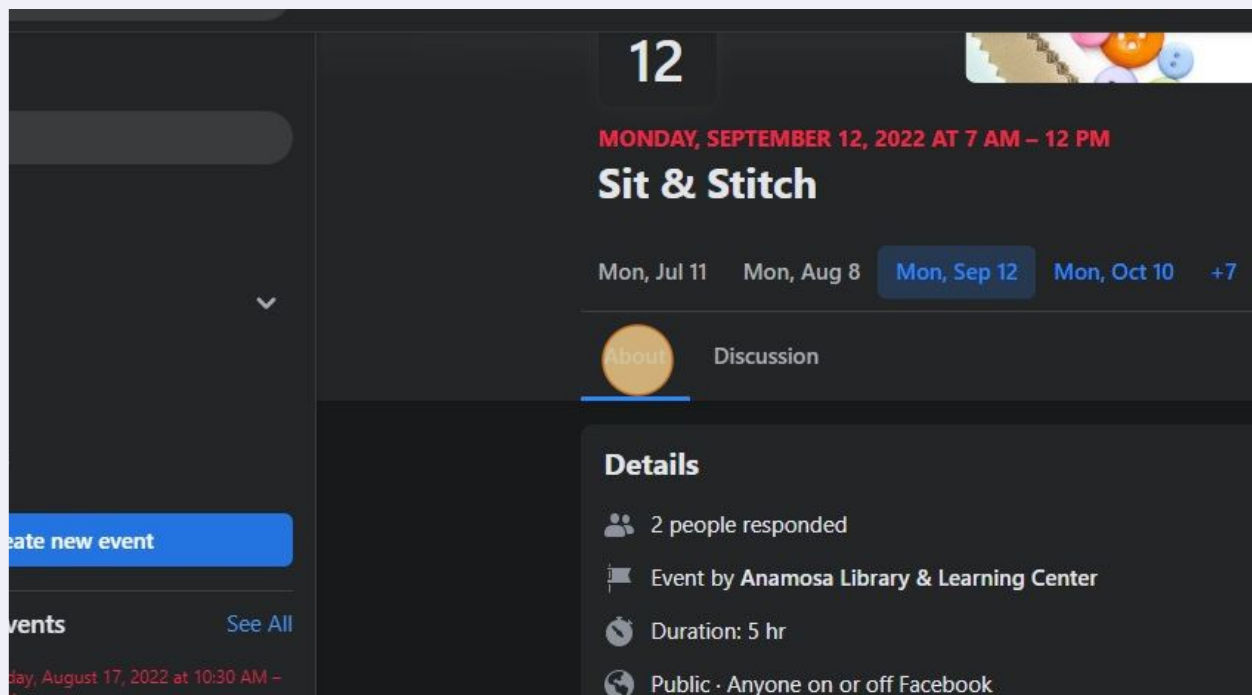 12
MONDAY, SEPTEMBER 12, 2022 AT 7 AM – 12 PM
Sit & Stitch
Mon, Jul 11 Mon, Aug 8 Mon, Sep 12 Mon, Oct 10 +7
About Discussion
Details
2 people responded
Event by Anamosa Library & Learning Center
Duration: 5 hr
Public · Anyone on or off Facebook
eate new event
vents See All
day, August 17, 2022 at 10:30 AM –